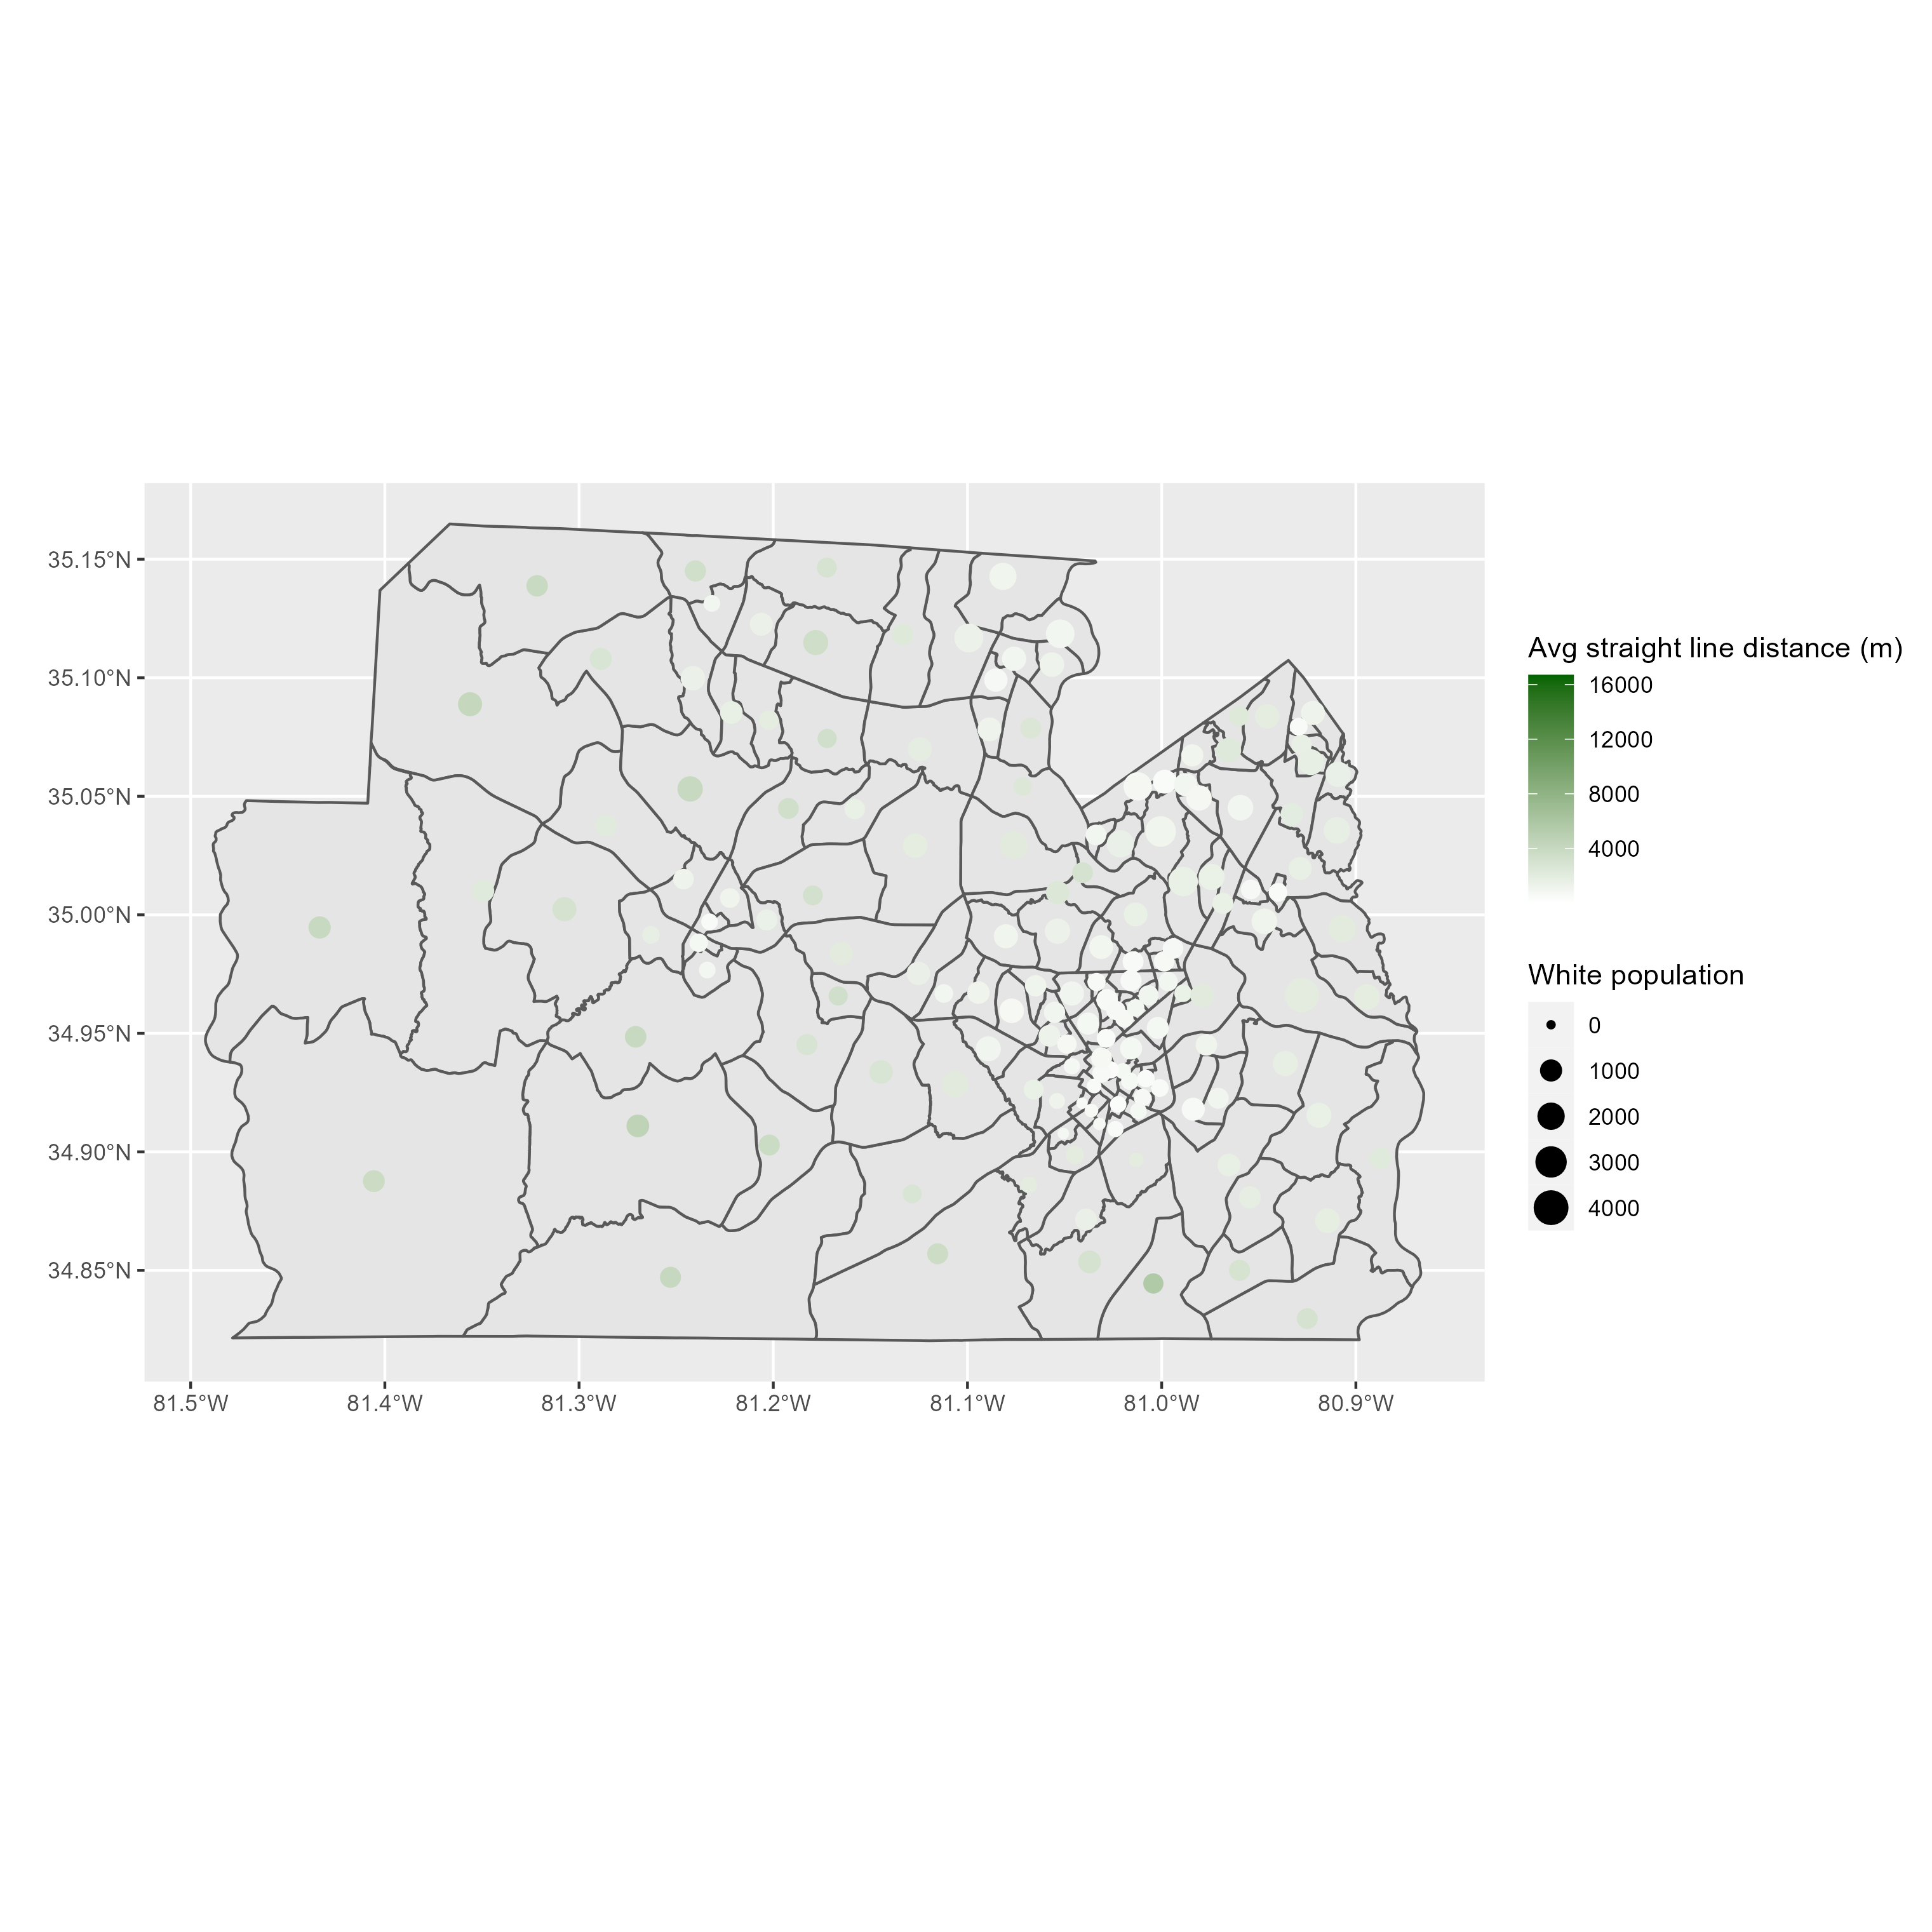 35.15°N
35.10°N
35.05°N
35.00°N
34.95°N
34.90°N
34.85°N
81.5°W 81.4°W 81.3°W 81.2°W 81.1°W 81.0°W 80.9°W
Avg straight line distance (m)
16000
12000
8000
4000
White population
0
1000
2000
3000
4000